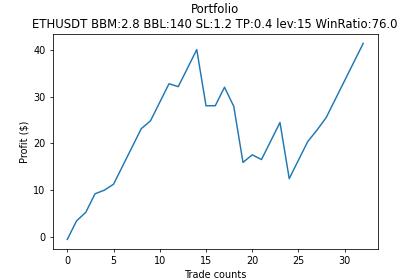 Portfolio
ETHUSDT BBM:2.8 BBL:140 SL:1.2 TP:0.4 lev:15 WinRatio:76.0
Profit ($)
40
30
20
10
0
0 5 10 15 20 25 30
Trade counts